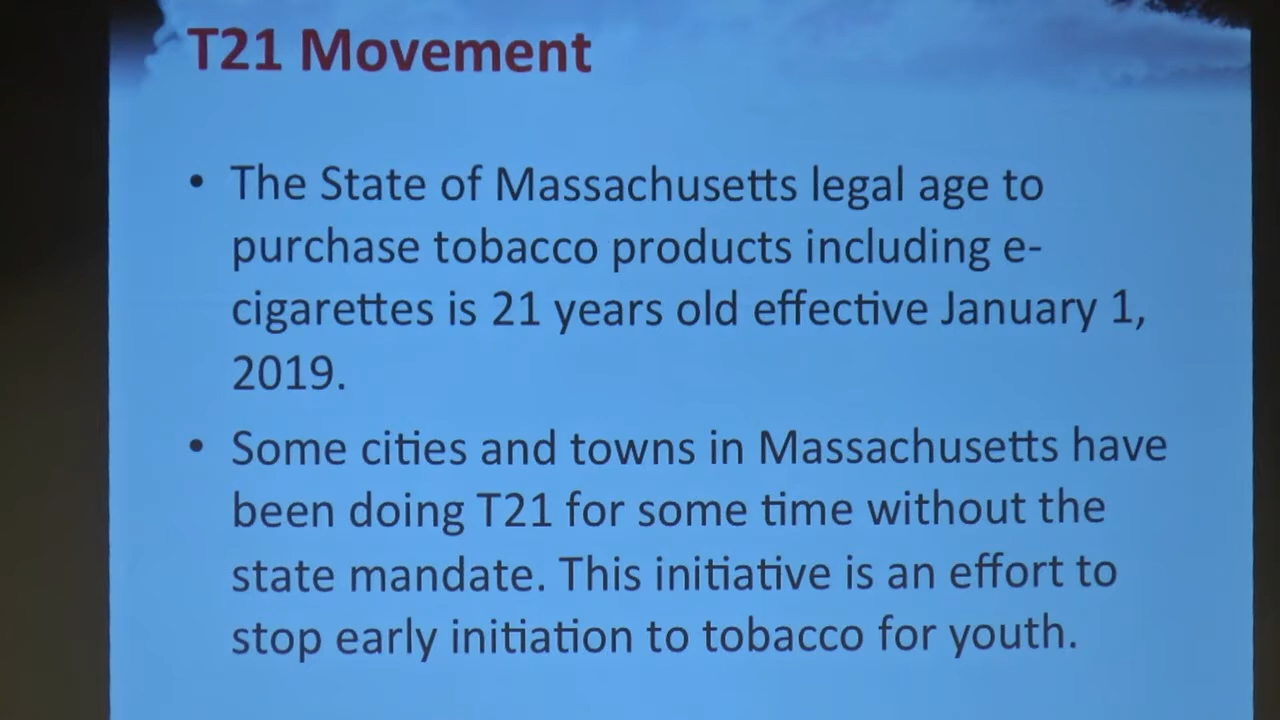 T21 Movement
• The State of Massachusetts legal age to
purchase tobacco products including e-
cigarettes is 21 years old effective January 1,
2019.
• Some cities and towns in Massachusetts have
been doing T21 for some time without the
state mandate. This initiative is an effort to
stop early initiation to tobacco for youth.